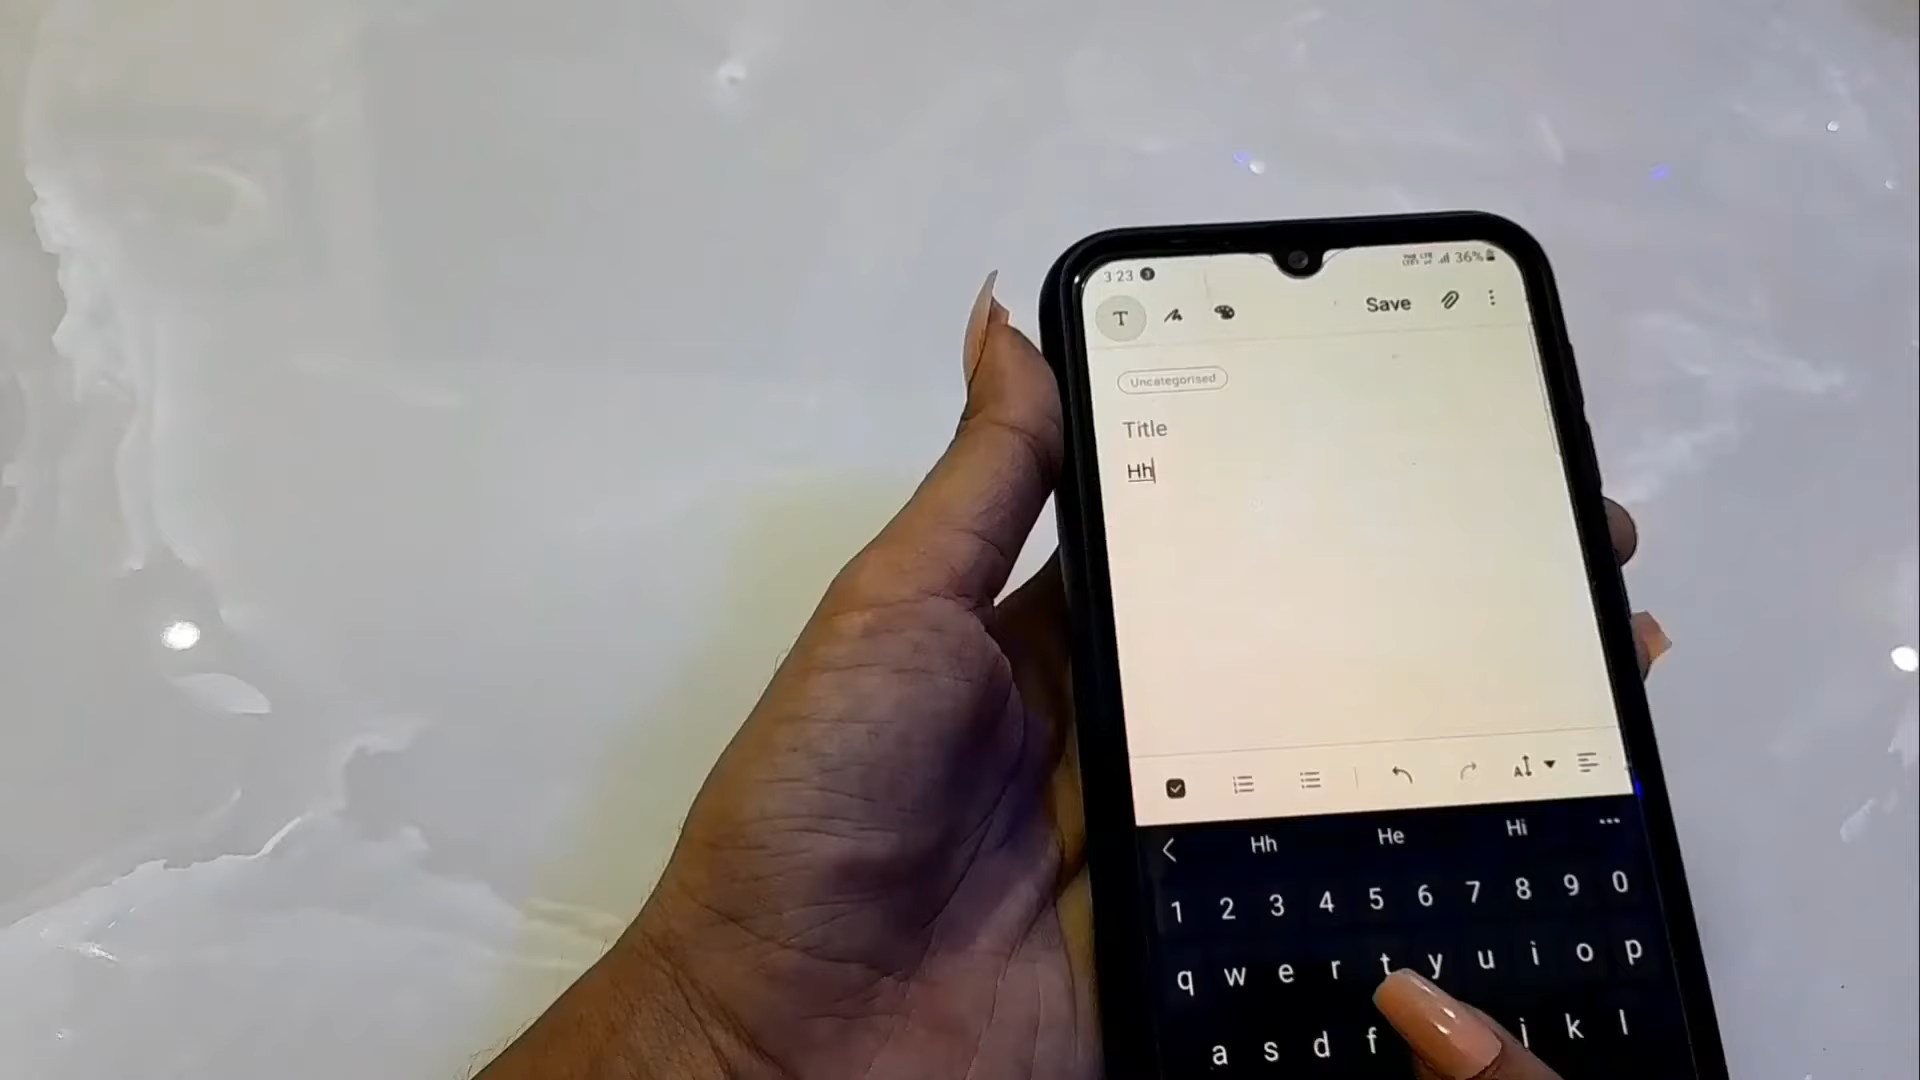 3 23 3
36%
T
Save
Uncategorised
Title
Hh
Hh He Hi
1 2 3 4 5 6 7 8 9 0
q w e r t y u i o p
a s d f j k l